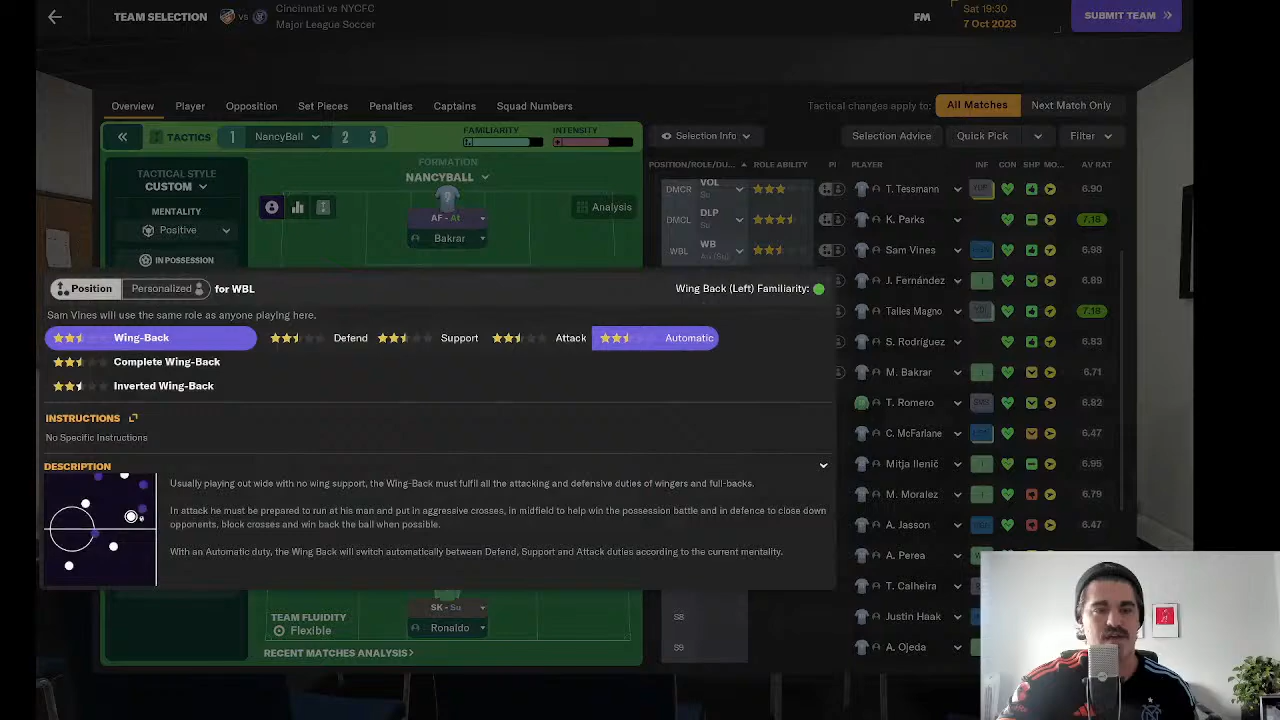 TEAM SELECTION
vs
Cincinnati vs NYCFC
Major League Soccer
FM
Sat 19:30
7 Oct 2023
SUBMIT TEAM
Overview
Player
Opposition
Set Pieces
Penalties
Captains
Squad Numbers
Tactical changes apply to:
All Matches
Next Match Only
TACTICS
1
NancyBall
2
3
FAMILIARITY
INTENSITY
Selection Info
Selection Advice
Quick Pick
Filter
TACTICAL STYLE
CUSTOM
MENTALITY
Positive
IN POSSESSION
FORMATION
NANCYBALL
AF - At
Bakrar
Analysis
POSITION/ROLE/DU...
ROLE ABILITY
PI
PLAYER
INF
CON
SHP
MO...
AV RAT
DMCR
VOL
Su
T. Tessmann
6.90
DMCL
DLP
Su
K. Parks
7.18
WBL
WB
Sam Vines
6.98
J. Fernández
6.89
Talles Magno
7.18
S. Rodríguez
6.83
M. Bakrar
6.71
T. Romero
6.82
C. McFarlane
6.47
Mitja Ilenič
6.95
M. Moralez
6.79
A. Jasson
6.47
A. Perea
T. Calheira
Justin Haak
A. Ojeda
Position
Personalized
for WBL
Wing Back (Left) Familiarity:
Sam Vines will use the same role as anyone playing here.
Wing-Back
Defend
Support
Attack
Automatic
Complete Wing-Back
Inverted Wing-Back
INSTRUCTIONS
No Specific Instructions
DESCRIPTION
Usually playing out wide with no wing support, the Wing-Back must fulfil all the attacking and defensive duties of wingers and full-backs.
In attack he must be prepared to run at his man and put in aggressive crosses, in midfield to help win the possession battle and in defence to close down
opponents, block crosses and win back the ball when possible.
With an Automatic duty, the Wing Back will switch automatically between Defend, Support and Attack duties according to the current mentality.
SK - Su
Ronaldo
TEAM FLUIDITY
Flexible
RECENT MATCHES ANALYSIS
S8
S9